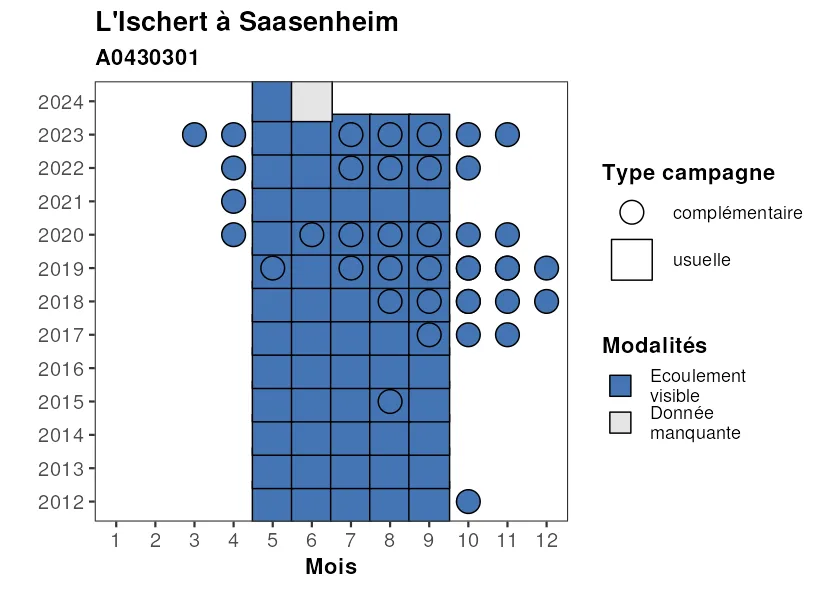 L'Ischert à Saasenheim
A0430301
2024
2023
2022
2021
2020
2019
2018
2017
2016
2015
2014
2013
2012
1 2 3 4 5 6 7 8 9 10 11 12
Mois
Type campagne
complémentaire
usuelle
Modalités
Ecoulement
visible
Donnée
manquante